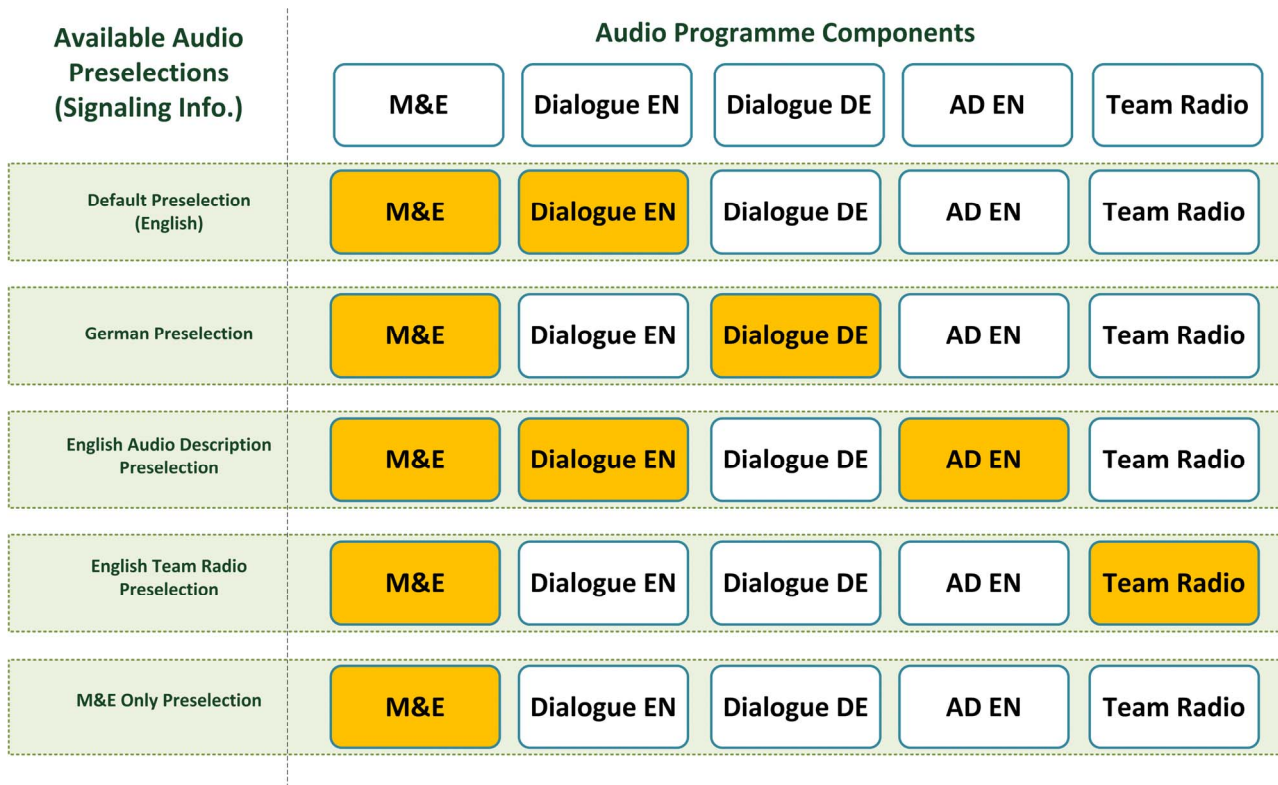 Available Audio
Preselections
(Signaling Info.)
Audio Programme Components
M&E
Dialogue EN
Dialogue DE
AD EN
Team Radio
Default Preselection
(English)
M&E
Dialogue EN
Dialogue DE
AD EN
Team Radio
German Preselection
M&E
Dialogue EN
Dialogue DE
AD EN
Team Radio
English Audio Description
Preselection
M&E
Dialogue EN
Dialogue DE
AD EN
Team Radio
English Team Radio
Preselection
M&E
Dialogue EN
Dialogue DE
AD EN
Team Radio
M&E Only Preselection
M&E
Dialogue EN
Dialogue DE
AD EN
Team Radio